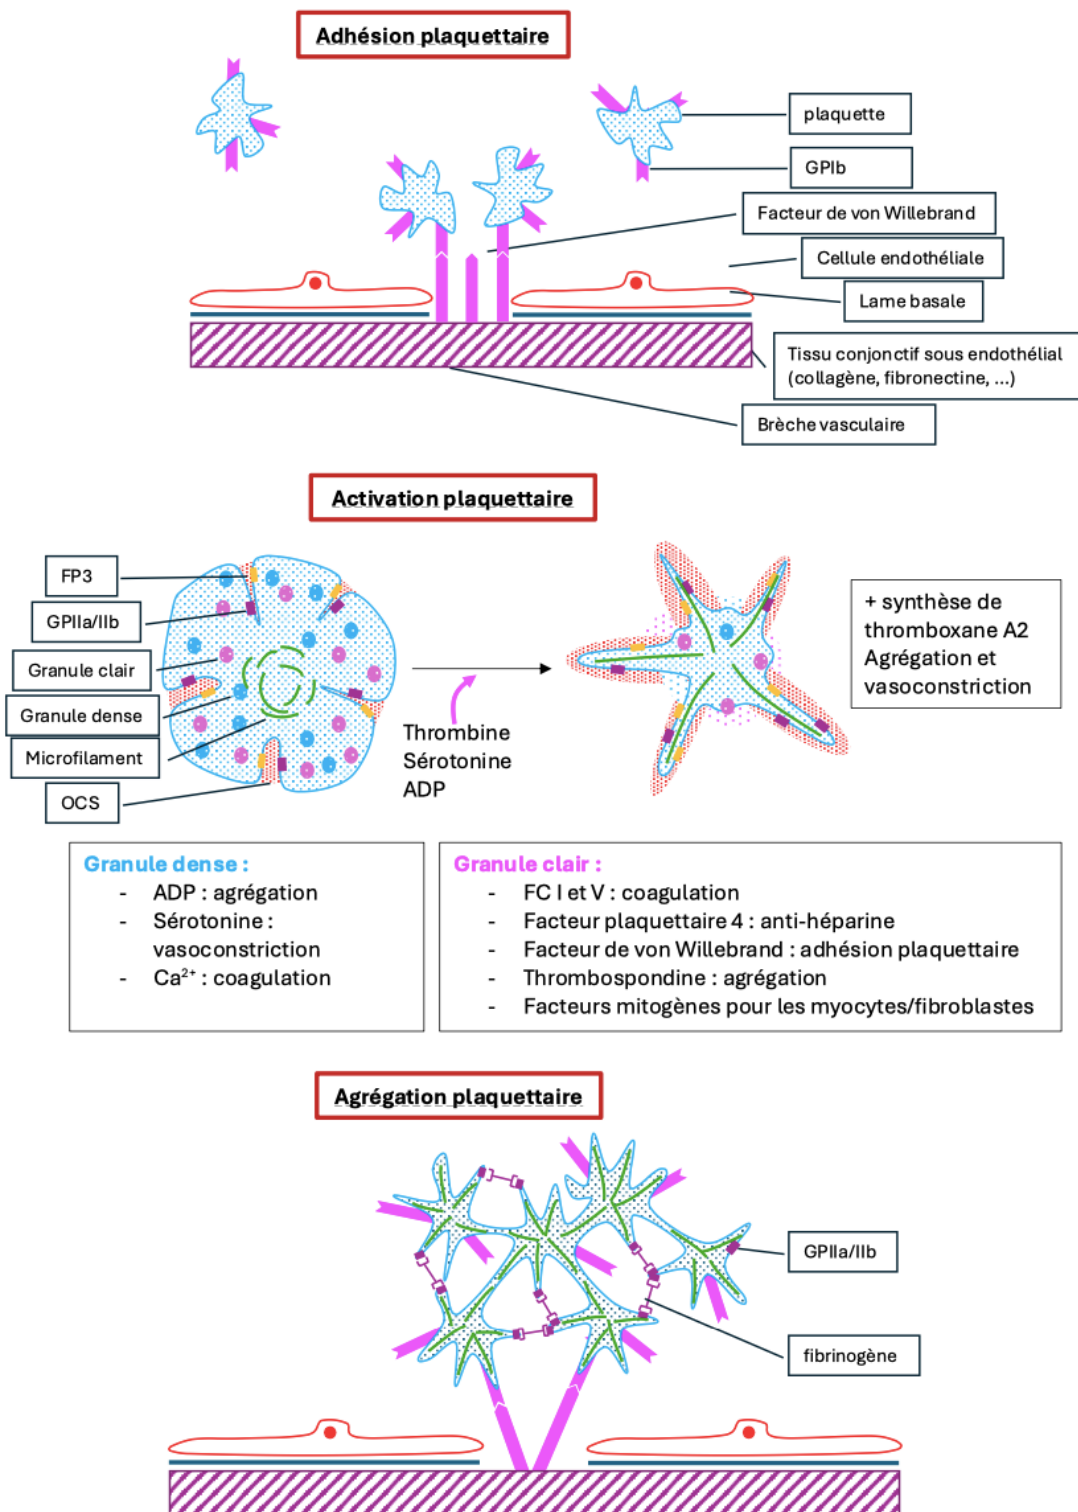 Adhésion plaquettaire
plaquette
GPIb
Facteur de von Willebrand
Cellule endothéliale
Lame basale
Tissu conjonctif sous endothélial
(collagène, fibronectine, ...)
Brèche vasculaire
Activation plaquettaire
FP3
GPIIa/IIb
Granule clair
Granule dense
Microfilament
OCS
Thrombine
Sérotonine
ADP
+ synthèse de
thromboxane A2
Agrégation et
vasoconstriction
Granule dense :
- ADP : agrégation
- Sérotonine :
vasoconstriction
- Ca²⁺ : coagulation
Granule clair :
- FC I et V : coagulation
- Facteur plaquettaire 4 : anti-héparine
- Facteur de von Willebrand : adhésion plaquettaire
- Thrombospondine : agrégation
- Facteurs mitogènes pour les myocytes/fibroblastes
Agrégation plaquettaire
GPIIa/IIb
fibrinogène